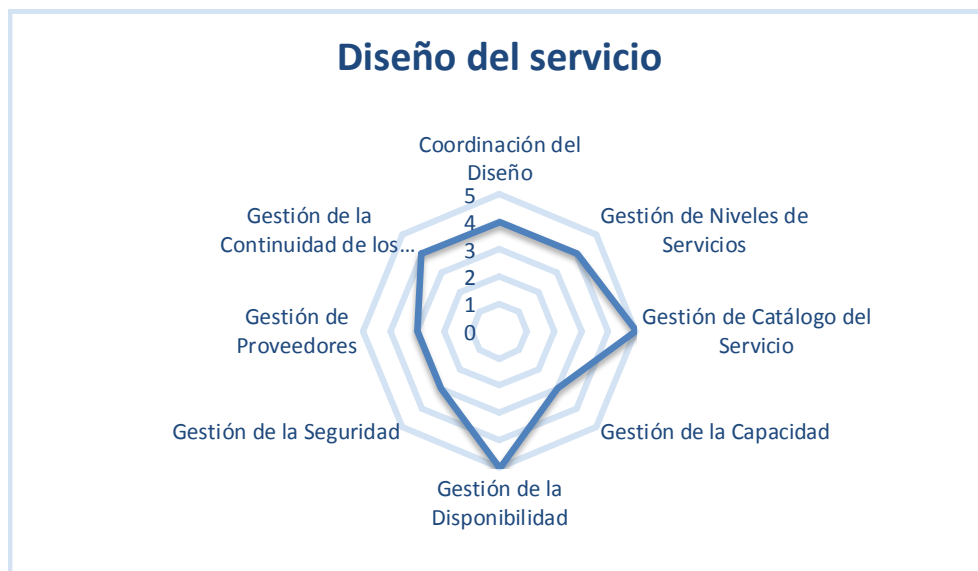 Diseño del servicio
Coordinación del
Diseño
Gestión de Niveles de
Servicios
Gestión de Catálogo del
Servicio
Gestión de la Capacidad
Gestión de la
Disponibilidad
Gestión de la Seguridad
Gestión de
Proveedores
Gestión de la
Continuidad de los...
5
4
3
2
1
0